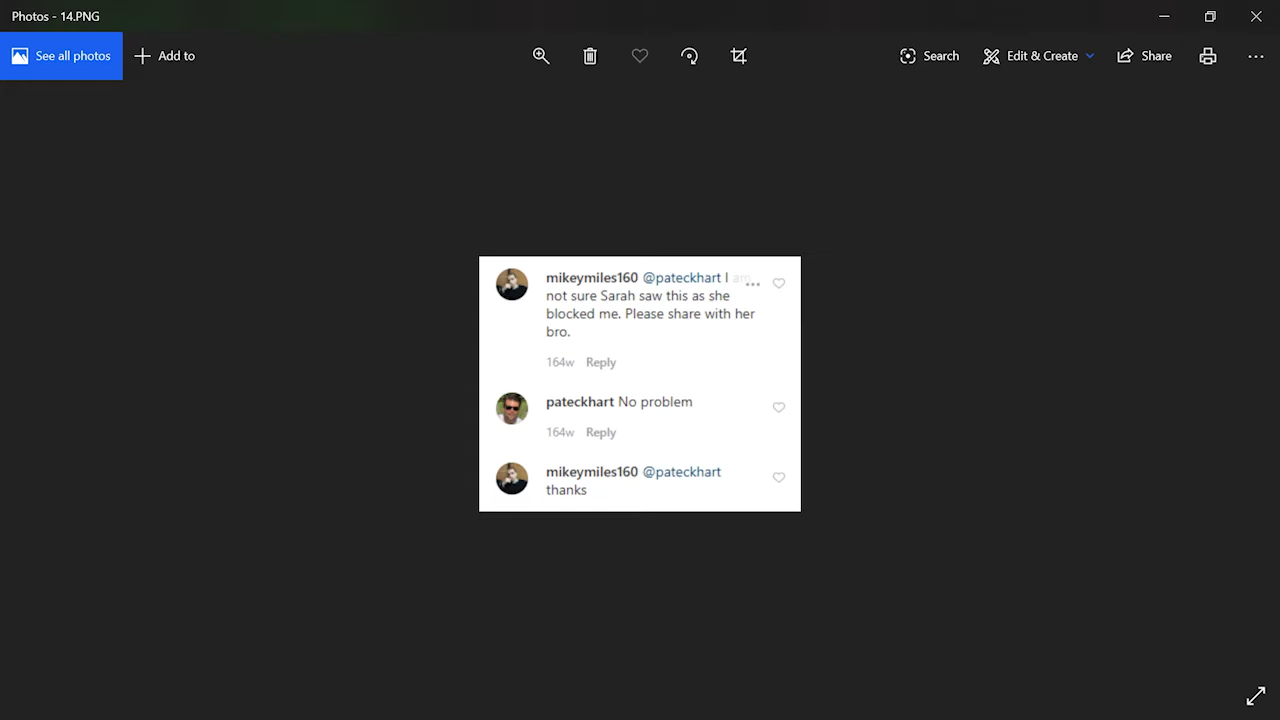 Photos - 14.PNG
See all photos
Add to
Search
Edit & Create
Share
mikeymiles160 @pateckhart I am
not sure Sarah saw this as she
blocked me. Please share with her
bro.
164w Reply
pateckhart No problem
164w Reply
mikeymiles160 @pateckhart
thanks